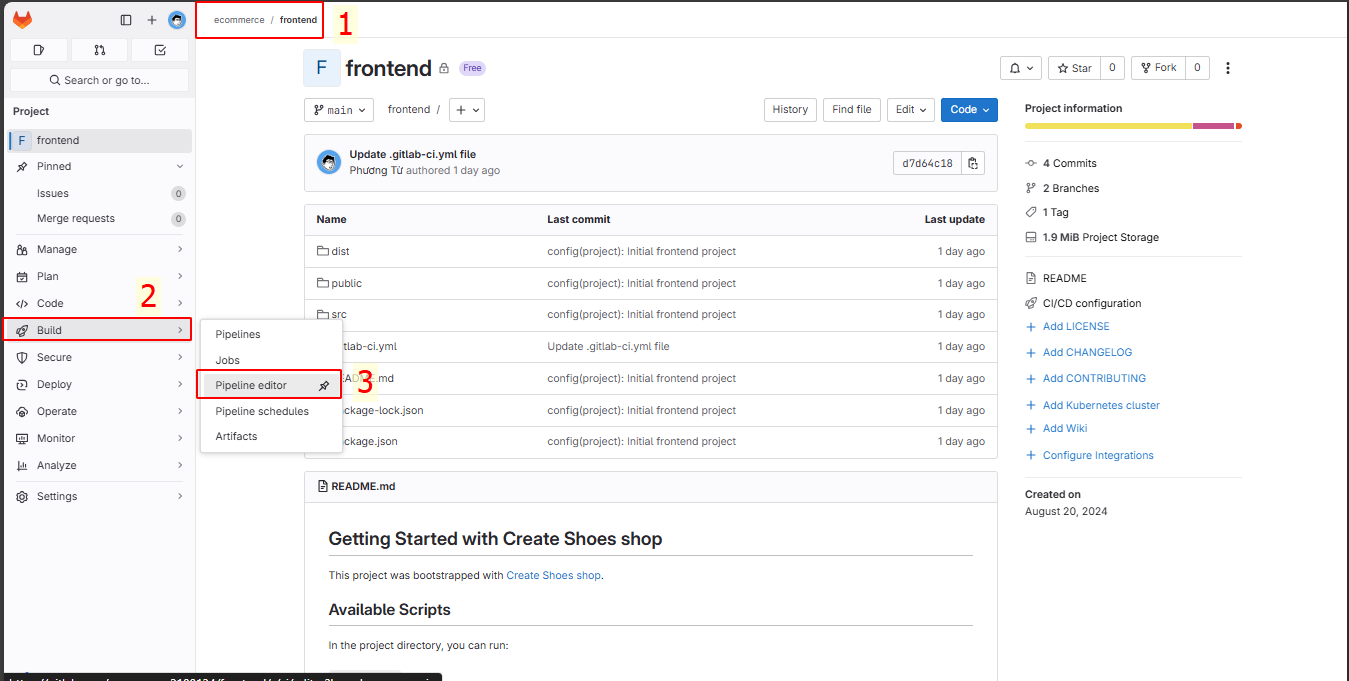 ecommerce / frontend
1
Search or go to...
Project
F frontend
Pinned
Issues 0
Merge requests 0
Manage
Plan
Code
2
Build
Secure
Deploy
Operate
Monitor
Analyze
Settings
Pipelines
Jobs
Pipeline editor
3
Pipeline schedules
Artifacts
F frontend Free
Star 0
Fork 0
main
frontend /
History
Find file
Edit
Code
Update .gitlab-ci.yml file
Phương Từ authored 1 day ago
d7d64c18
Name Last commit Last update
dist config(project): Initial frontend project 1 day ago
public config(project): Initial frontend project 1 day ago
src config(project): Initial frontend project 1 day ago
tlab-ci.yml Update .gitlab-ci.yml file 1 day ago
.md config(project): Initial frontend project 1 day ago
ckage-lock.json config(project): Initial frontend project 1 day ago
ckage.json config(project): Initial frontend project 1 day ago
README.md
Getting Started with Create Shoes shop
This project was bootstrapped with Create Shoes shop.
Available Scripts
In the project directory, you can run:
Project information
4 Commits
2 Branches
1 Tag
1.9 MiB Project Storage
README
CI/CD configuration
Add LICENSE
Add CHANGELOG
Add CONTRIBUTING
Add Kubernetes cluster
Add Wiki
Configure Integrations
Created on
August 20, 2024